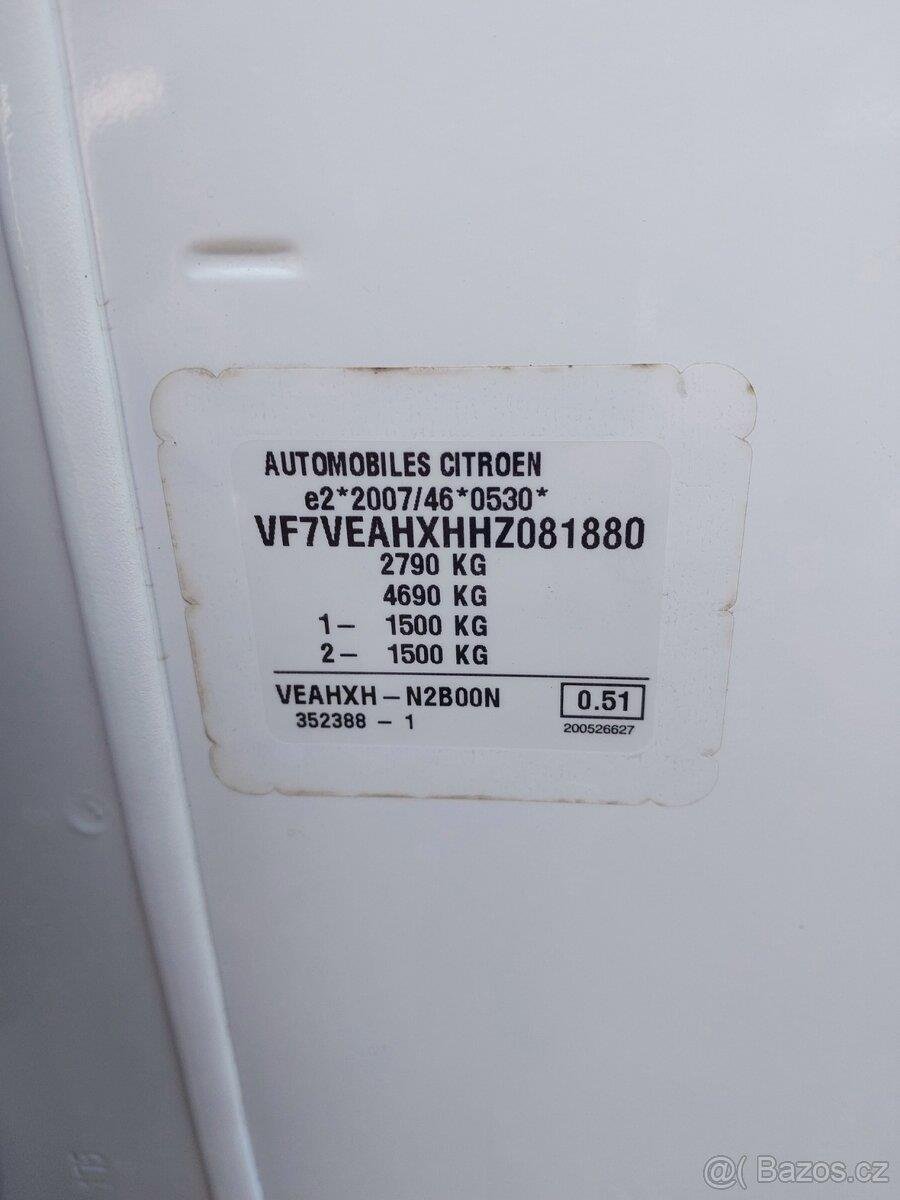 AUTOMOBILES CITROEN
e2*2007/46*0530*
VF7VEAHXHHZ081880
2790 KG
4690 KG
1- 1500 KG
2- 1500 KG
VEAHXH-N2B00N 0.51
352388 - 1 200526627
@( Bazos.cz